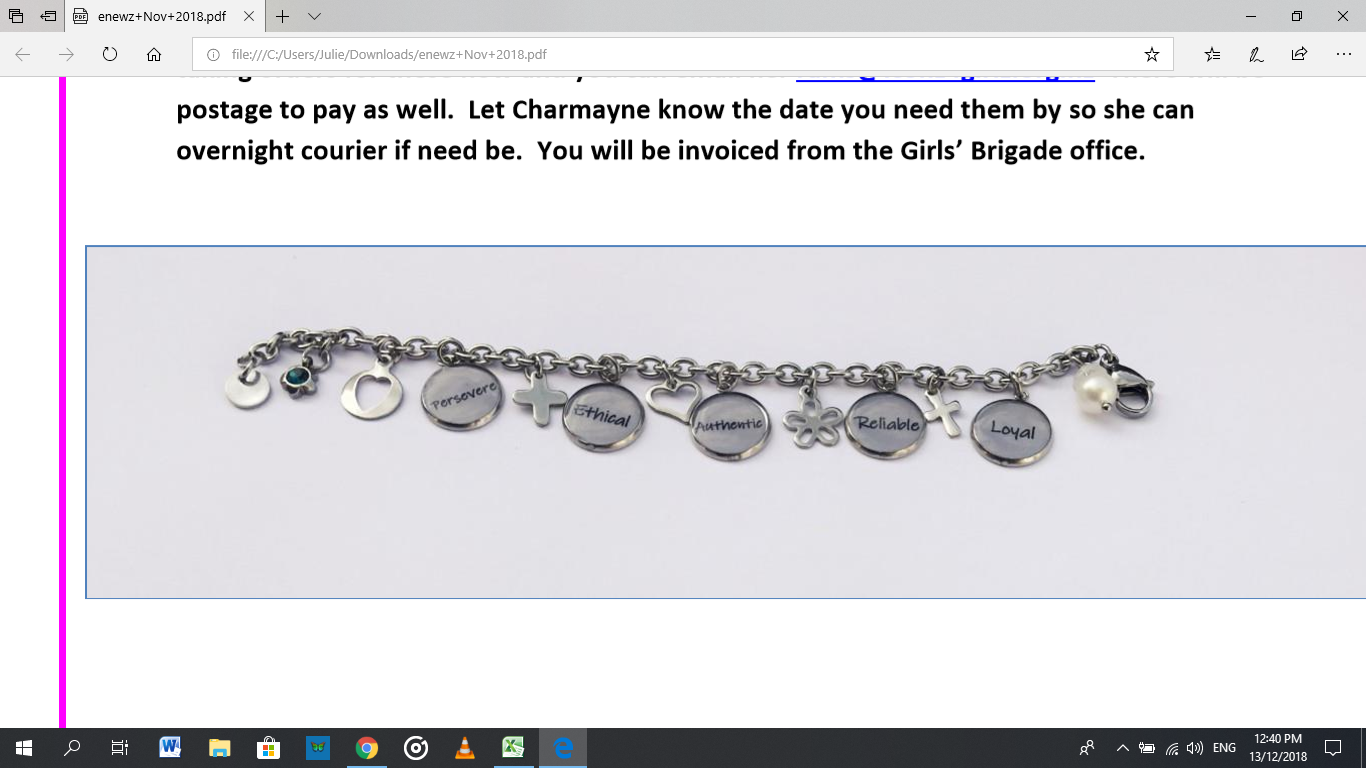 enewz+Nov+2018.pdf
file:///C:/Users/Julie/Downloads/enewz+Nov+2018.pdf
postage to pay as well.  Let Charmayne know the date you need them by so she can
overnight courier if need be.  You will be invoiced from the Girls’ Brigade office.
Persevere
Ethical
Authentic
Reliable
Loyal
ENG
12:40 PM
13/12/2018